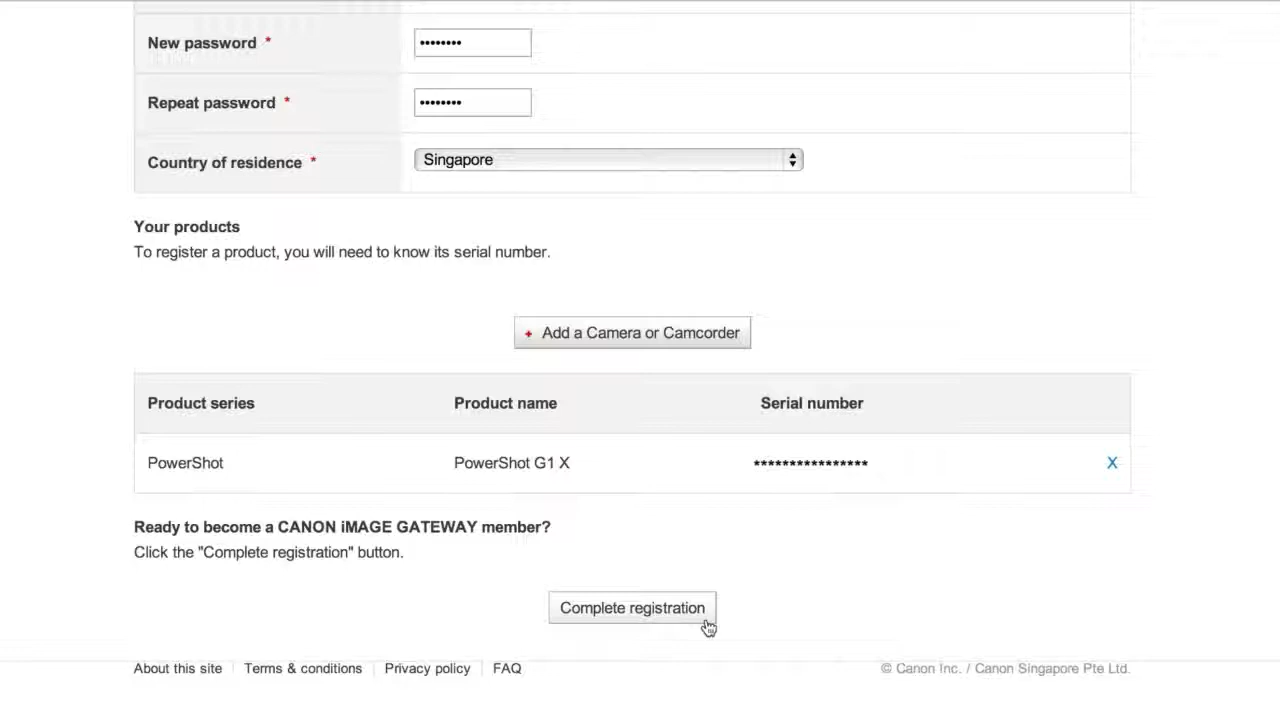 New password *
••••••••
Repeat password *
••••••••
Country of residence *
Singapore
Your products
To register a product, you will need to know its serial number.
+ Add a Camera or Camcorder
Product series Product name Serial number
PowerShot PowerShot G1 X **************** X
Ready to become a CANON iMAGE GATEWAY member?
Click the "Complete registration" button.
Complete registration
About this site Terms & conditions Privacy policy FAQ © Canon Inc. / Canon Singapore Pte Ltd.